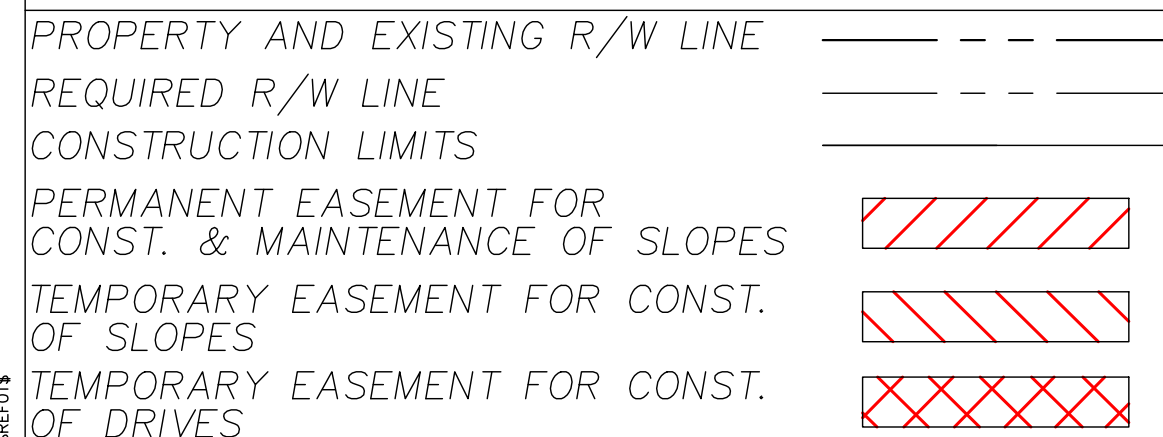 PROPERTY AND EXISTING R/W LINE
REQUIRED R/W LINE
CONSTRUCTION LIMITS
PERMANENT EASEMENT FOR
CONST. & MAINTENANCE OF SLOPES
TEMPORARY EASEMENT FOR CONST.
OF SLOPES
TEMPORARY EASEMENT FOR CONST.
OF DRIVES